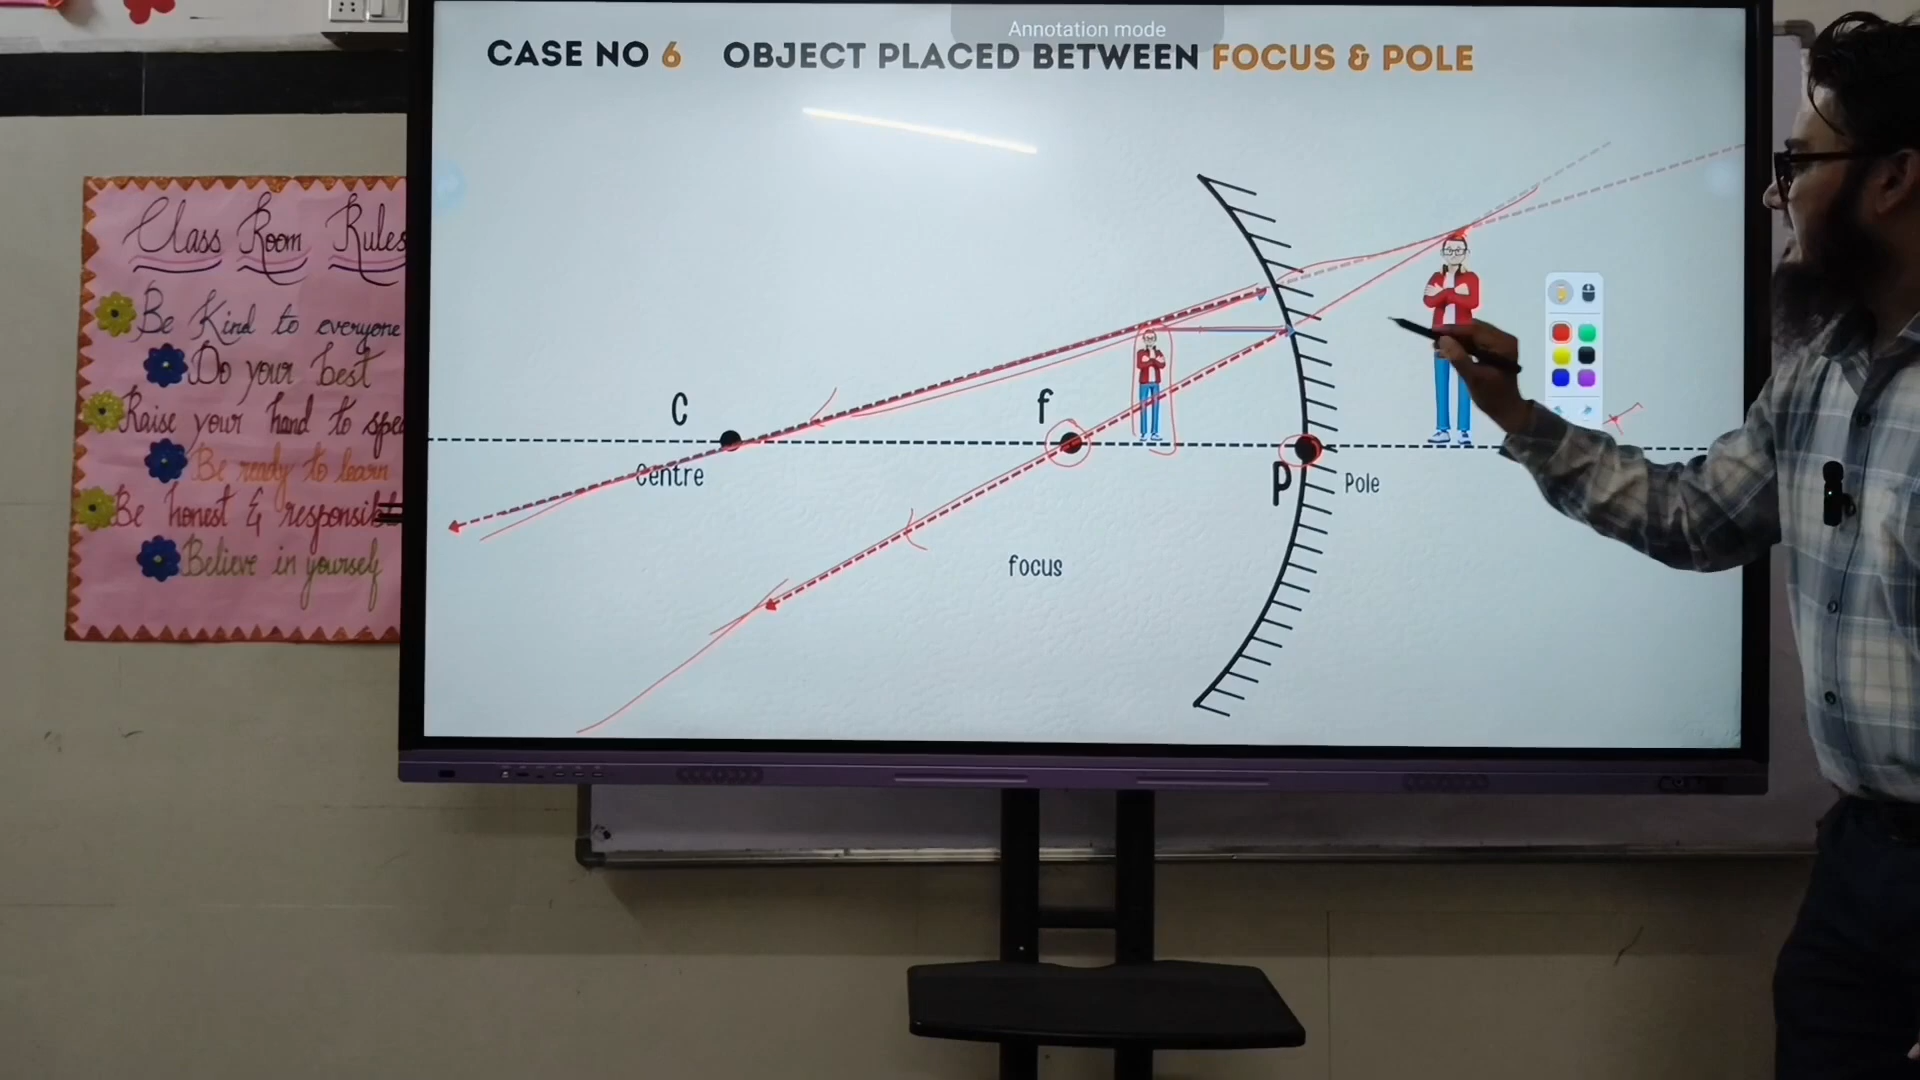 Annotation mode
CASE NO 6 OBJECT PLACED BETWEEN FOCUS & POLE
Class Room Rules
Be Kind to everyone
Do your best
Raise your hand to spe
Be ready to learn
Be honest & responsibl
Believe in yourself
C
Centre
f
focus
P
Pole